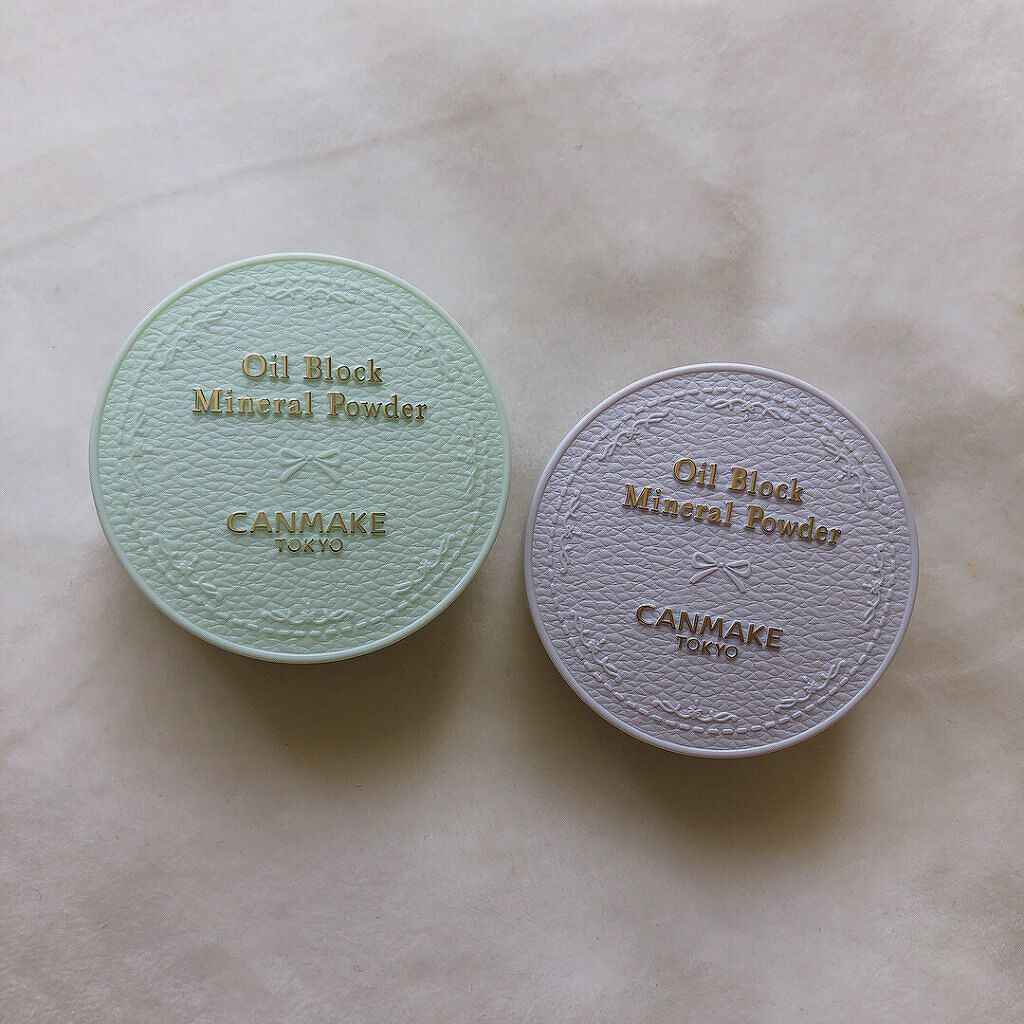 Oil Block
Mineral Powder
CANMAKE
TOKYO
Oil Block
Mineral Powder
CANMAKE
TOKYO